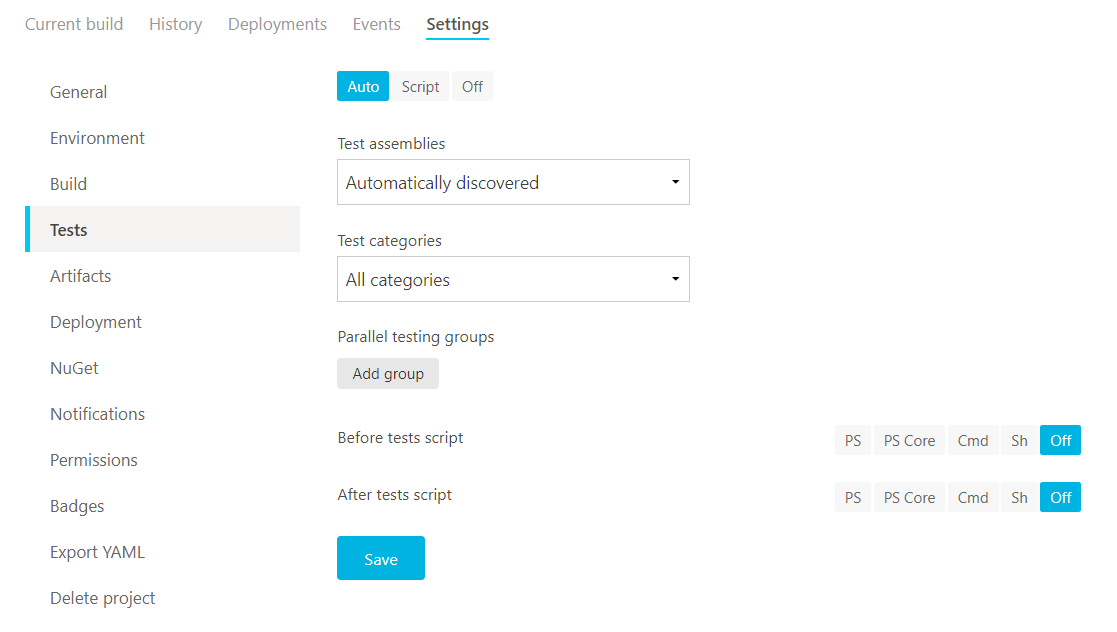 Current build History Deployments Events Settings
General
Environment
Build
Tests
Artifacts
Deployment
NuGet
Notifications
Permissions
Badges
Export YAML
Delete project
Auto Script Off
Test assemblies
Automatically discovered
Test categories
All categories
Parallel testing groups
Add group
Before tests script PS PS Core Cmd Sh Off
After tests script PS PS Core Cmd Sh Off
Save